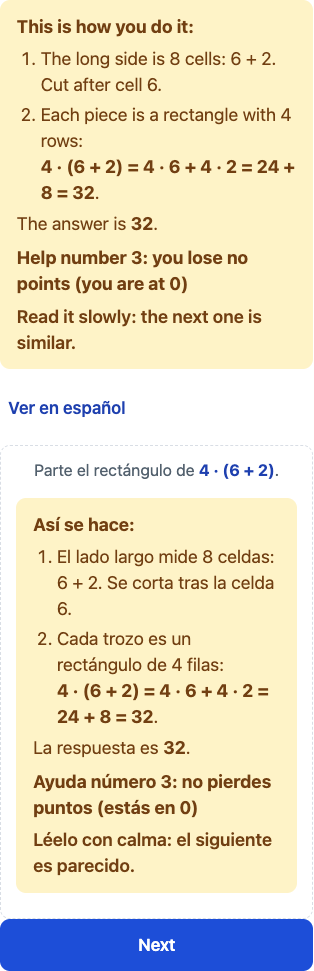 This is how you do it:
1. The long side is 8 cells: 6 + 2.
Cut after cell 6.
2. Each piece is a rectangle with 4
rows:
4 · (6 + 2) = 4 · 6 + 4 · 2 = 24 +
8 = 32.
The answer is 32.
Help number 3: you lose no
points (you are at 0)
Read it slowly: the next one is
similar.
Ver en español
Parte el rectángulo de 4 · (6 + 2).
Así se hace:
1. El lado largo mide 8 celdas:
6 + 2. Se corta tras la celda
6.
2. Cada trozo es un
rectángulo de 4 filas:
4 · (6 + 2) = 4 · 6 + 4 · 2 =
24 + 8 = 32.
La respuesta es 32.
Ayuda número 3: no pierdes
puntos (estás en 0)
Léelo con calma: el siguiente
es parecido.
Next